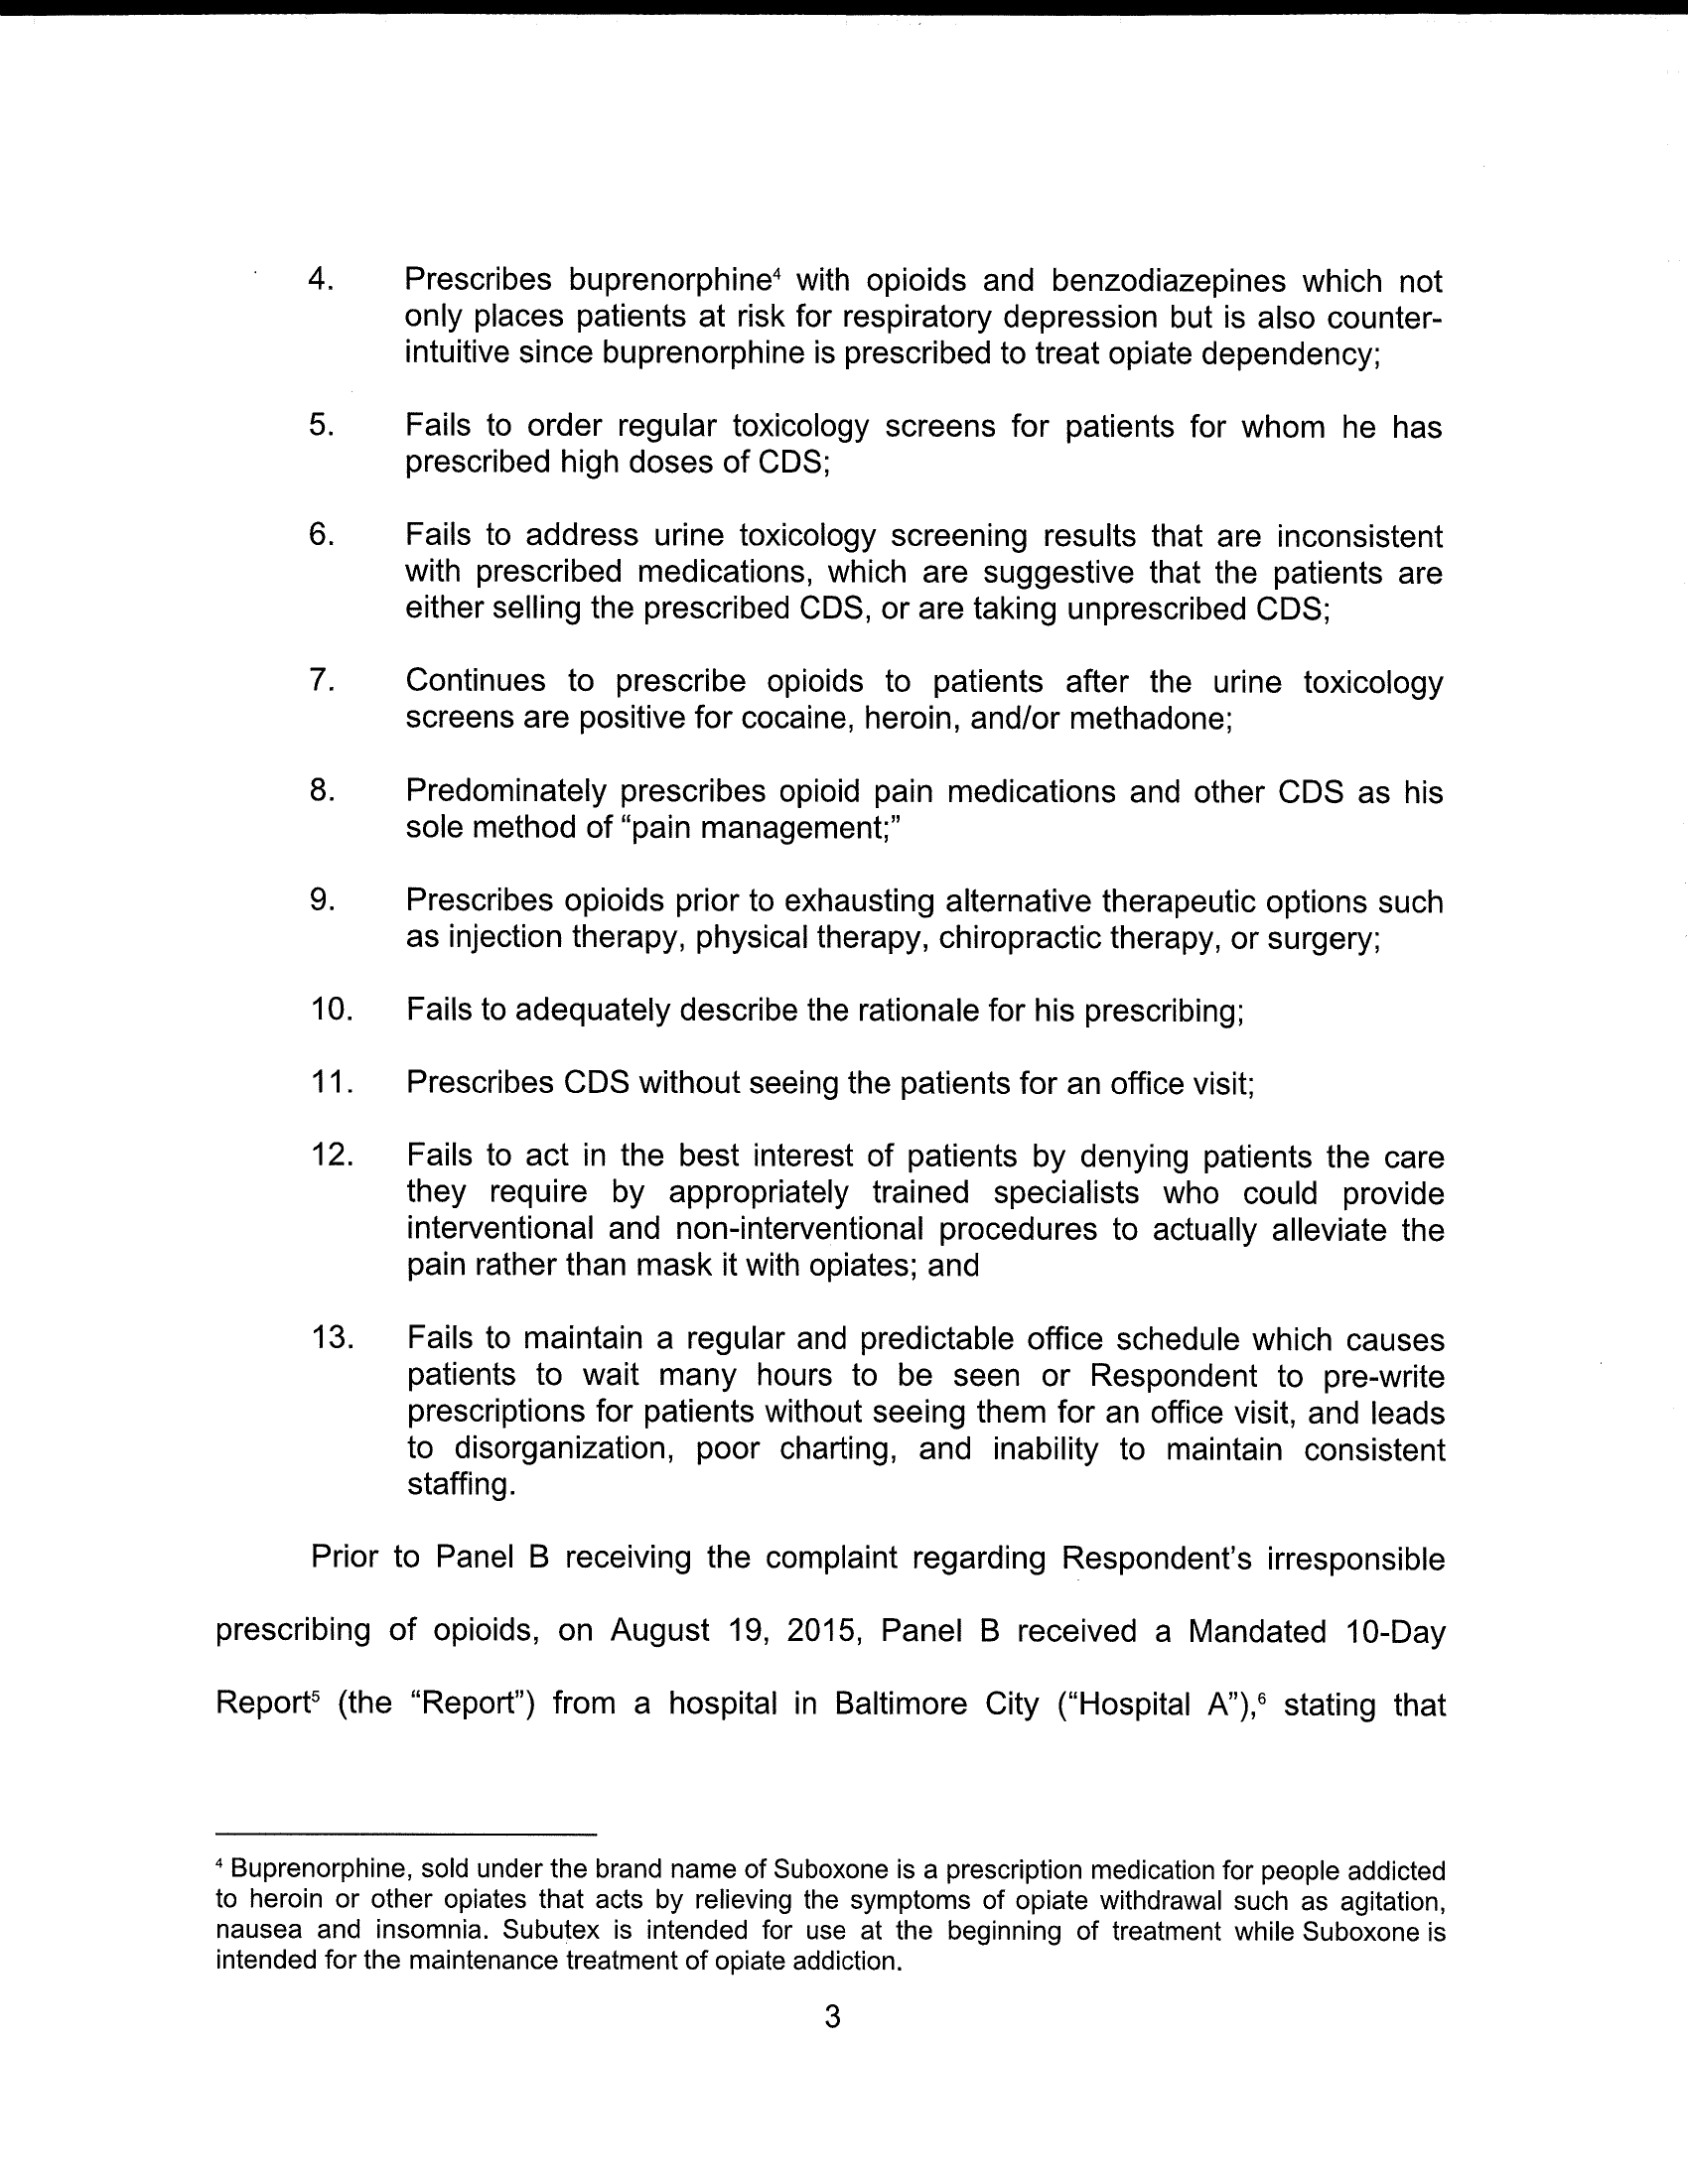 4. Prescribes buprenorphine⁴ with opioids and benzodiazepines which not
only places patients at risk for respiratory depression but is also counter-
intuitive since buprenorphine is prescribed to treat opiate dependency;
5. Fails to order regular toxicology screens for patients for whom he has
prescribed high doses of CDS;
6. Fails to address urine toxicology screening results that are inconsistent
with prescribed medications, which are suggestive that the patients are
either selling the prescribed CDS, or are taking unprescribed CDS;
7. Continues to prescribe opioids to patients after the urine toxicology
screens are positive for cocaine, heroin, and/or methadone;
8. Predominately prescribes opioid pain medications and other CDS as his
sole method of “pain management;”
9. Prescribes opioids prior to exhausting alternative therapeutic options such
as injection therapy, physical therapy, chiropractic therapy, or surgery;
10. Fails to adequately describe the rationale for his prescribing;
11. Prescribes CDS without seeing the patients for an office visit;
12. Fails to act in the best interest of patients by denying patients the care
they require by appropriately trained specialists who could provide
interventional and non-interventional procedures to actually alleviate the
pain rather than mask it with opiates; and
13. Fails to maintain a regular and predictable office schedule which causes
patients to wait many hours to be seen or Respondent to pre-write
prescriptions for patients without seeing them for an office visit, and leads
to disorganization, poor charting, and inability to maintain consistent
staffing.
Prior to Panel B receiving the complaint regarding Respondent’s irresponsible
prescribing of opioids, on August 19, 2015, Panel B received a Mandated 10-Day
Report⁵ (the “Report”) from a hospital in Baltimore City (“Hospital A”),⁶ stating that
⁴ Buprenorphine, sold under the brand name of Suboxone is a prescription medication for people addicted
to heroin or other opiates that acts by relieving the symptoms of opiate withdrawal such as agitation,
nausea and insomnia. Subutex is intended for use at the beginning of treatment while Suboxone is
intended for the maintenance treatment of opiate addiction.
3